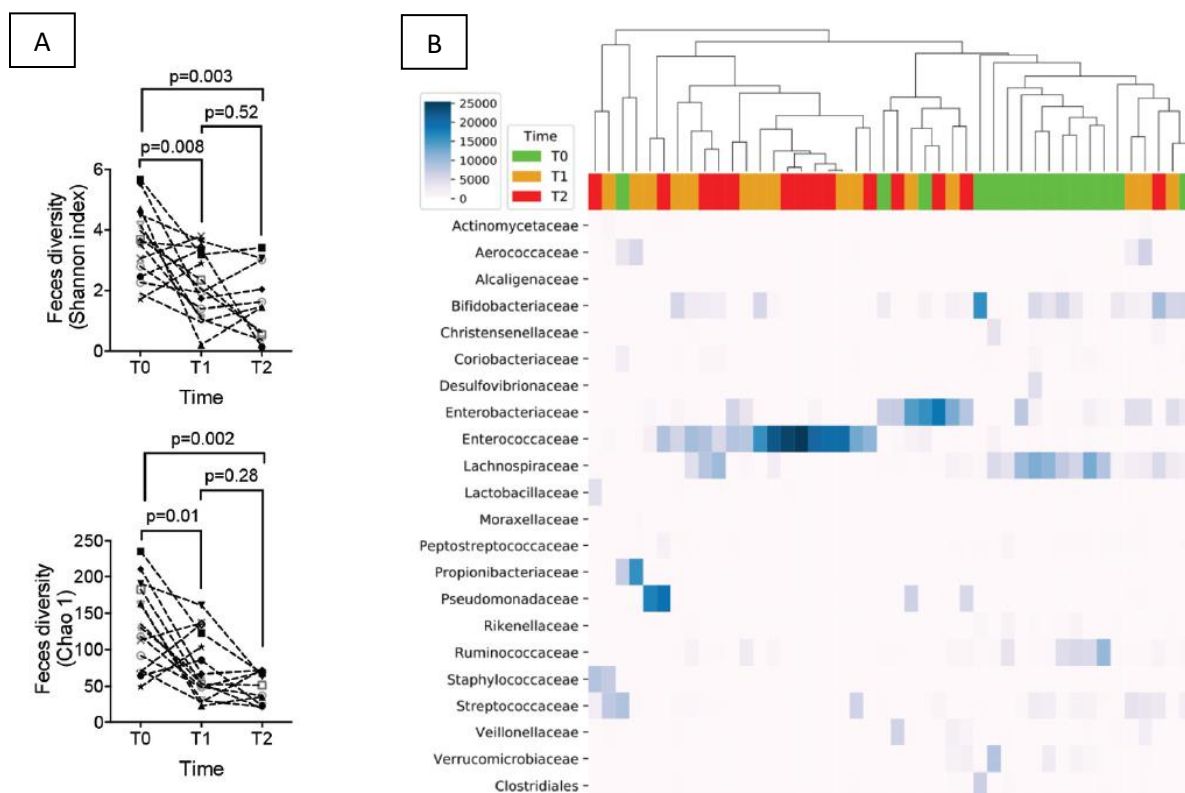 A
p=0.003
p=0.52
p=0.008
6
4
2
0
Feces diversity
(Shannon index)
T0 T1 T2
Time
p=0.002
p=0.28
p=0.01
250
200
150
100
50
0
Feces diversity
(Chao 1)
T0 T1 T2
Time
B
25000
20000
15000
10000
5000
0
Time
T0
T1
T2
Actinomycetaceae
Aerococcaceae
Alcaligenaceae
Bifidobacteriaceae
Christensenellaceae
Coriobacteriaceae
Desulfovibrionaceae
Enterobacteriaceae
Enterococcaceae
Lachnospiraceae
Lactobacillaceae
Moraxellaceae
Peptostreptococcaceae
Propionibacteriaceae
Pseudomonadaceae
Rikenellaceae
Ruminococcaceae
Staphylococcaceae
Streptococcaceae
Veillonellaceae
Verrucomicrobiaceae
Clostridiales